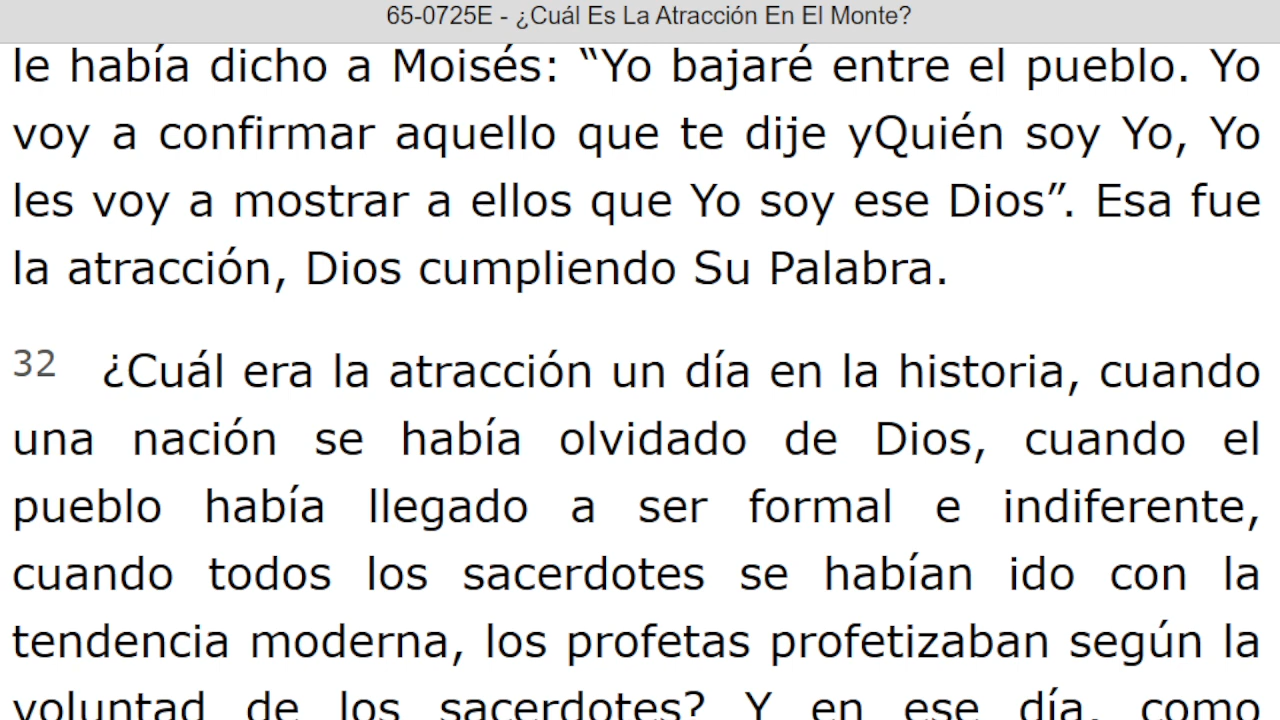 65-0725E - ¿Cuál Es La Atracción En El Monte?
le había dicho a Moisés: “Yo bajaré entre el pueblo. Yo
voy a confirmar aquello que te dije yQuién soy Yo, Yo
les voy a mostrar a ellos que Yo soy ese Dios”. Esa fue
la atracción, Dios cumpliendo Su Palabra.
32 ¿Cuál era la atracción un día en la historia, cuando
una nación se había olvidado de Dios, cuando el
pueblo había llegado a ser formal e indiferente,
cuando todos los sacerdotes se habían ido con la
tendencia moderna, los profetas profetizaban según la
voluntad de los sacerdotes? Y en ese día, como